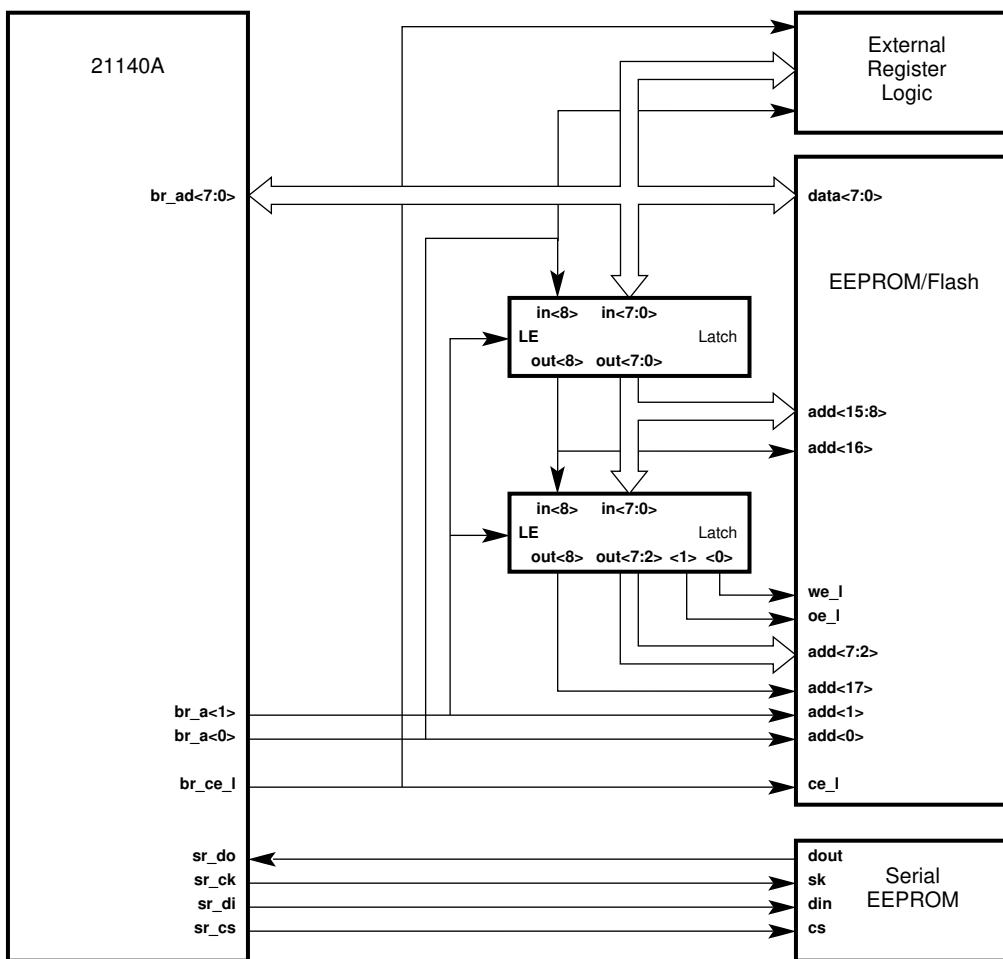 21140A
External
Register
Logic
br_ad<7:0>
data<7:0>
EEPROM/Flash
in<8> in<7:0>
LE
Latch
out<8> out<7:0>
add<15:8>
add<16>
in<8> in<7:0>
LE
Latch
out<8> out<7:2> <1> <0>
we_l
oe_l
add<7:2>
add<17>
br_a<1>
add<1>
br_a<0>
add<0>
br_ce_l
ce_l
sr_do
dout
sr_ck
sk
sr_di
din
sr_cs
cs
Serial
EEPROM